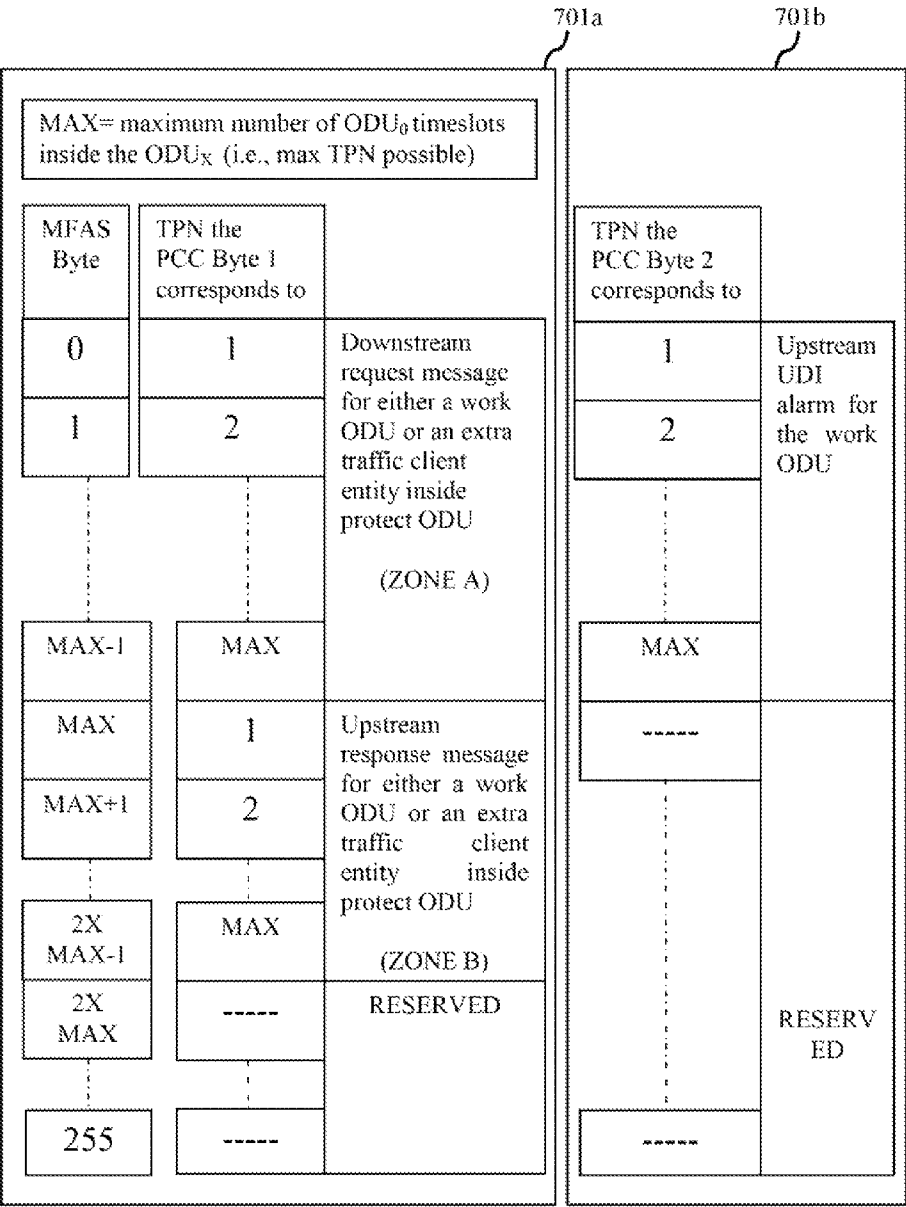 701a
701b
MAX= maximum number of ODU0 timeslots
inside the ODUX (i.e., max TPN possible)
MFAS
Byte
TPN the
PCC Byte 1
corresponds to
TPN the
PCC Byte 2
corresponds to
0
1
1
2
Downstream
request message
for either a work
ODU or an extra
traffic client
entity inside
protect ODU
(ZONE A)
1
2
Upstream
UDI
alarm for
the work
ODU
MAX-1
MAX
MAX
MAX
1
MAX+1
2
Upstream
response message
for either a work
ODU or an extra
traffic client
entity inside
protect ODU
(ZONE B)
-----
2X
MAX-1
MAX
2X
MAX
-----
RESERVED
RESERV
ED
255
-----
-----